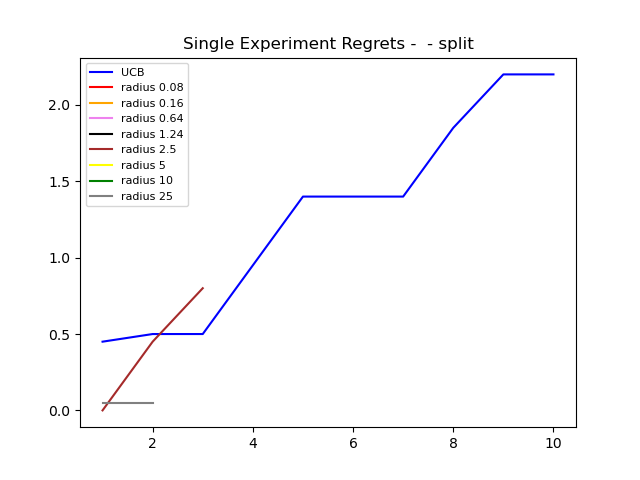 Single Experiment Regrets -  - split
UCB
radius 0.08
radius 0.16
radius 0.64
radius 1.24
radius 2.5
radius 5
radius 10
radius 25
2.0
1.5
1.0
0.5
0.0
2 4 6 8 10